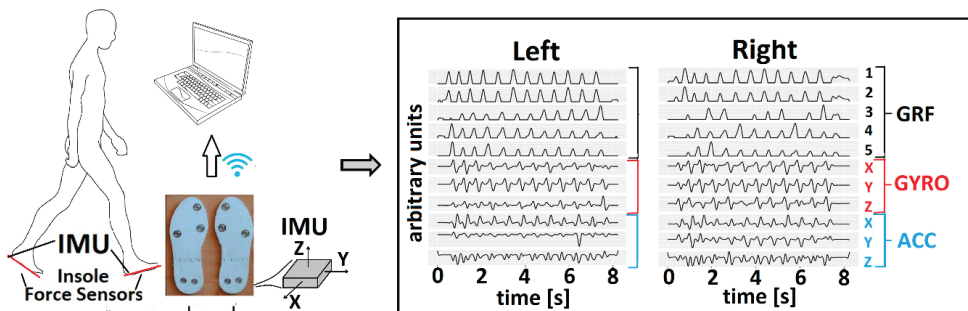 IMU
IMU
Insole
Force Sensors
IMU
Z
Y
X
Left
Right
arbitrary units
1
2
3
4
5
GRF
X
Y
Z
GYRO
X
Y
Z
ACC
0 2 4 6 8
0 2 4 6 8
time [s]
time [s]